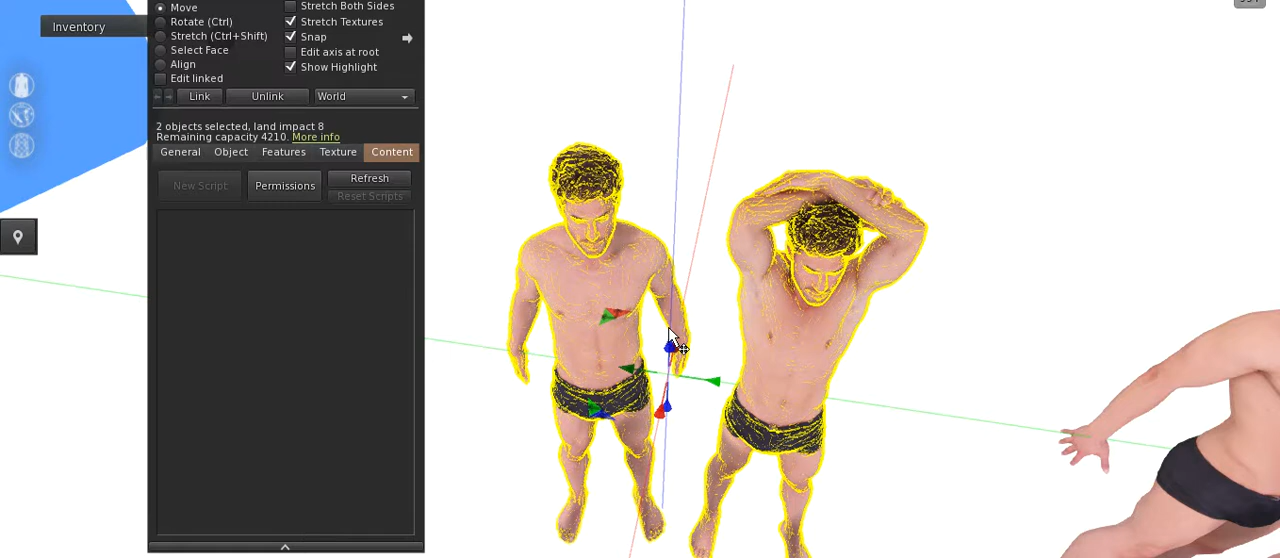 Inventory
Move
Rotate (Ctrl)
Stretch (Ctrl+Shift)
Select Face
Align
Edit linked
Stretch Both Sides
Stretch Textures
Snap
Edit axis at root
Show Highlight
Link
Unlink
World
2 objects selected, land impact 8
Remaining capacity 4210. More info
General Object Features Texture Content
New Script
Permissions
Refresh
Reset Scripts